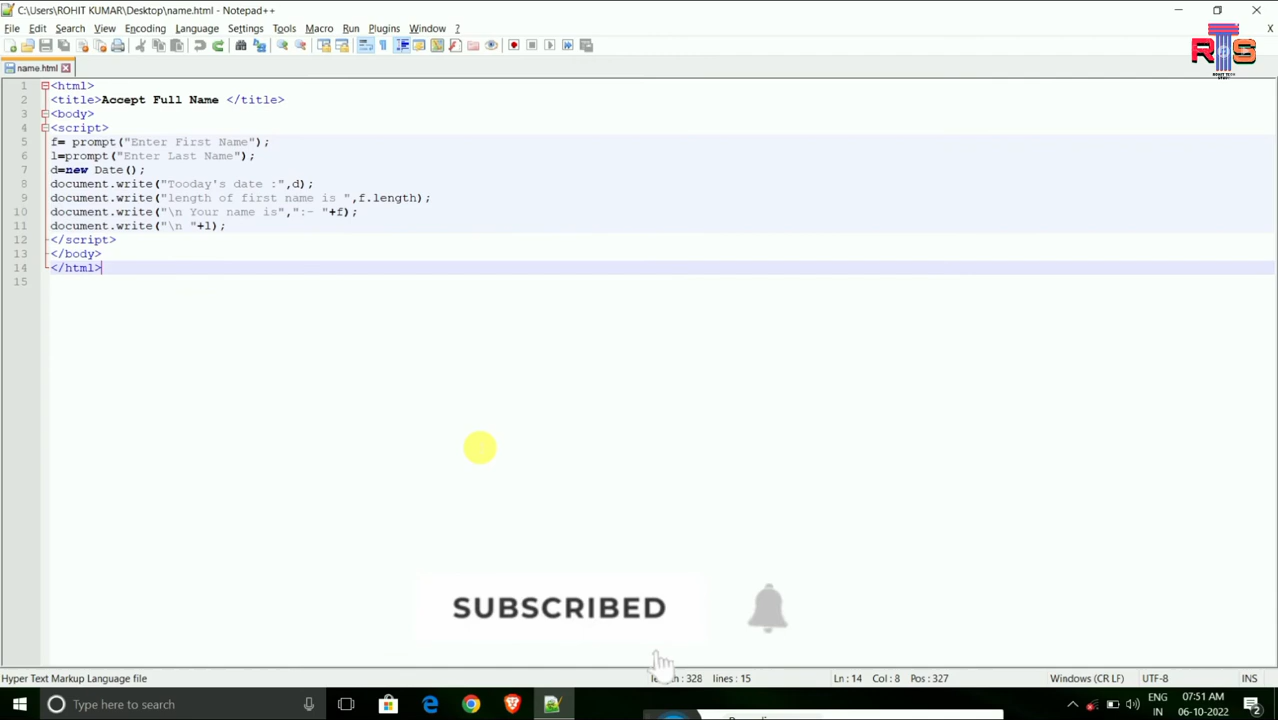 C:\Users\ROHIT KUMAR\Desktop\name.html - Notepad++
File Edit Search View Encoding Language Settings Tools Macro Run Plugins Window ? X
RTS
name.html
1 <html>
2 <title>Accept Full Name </title>
3 <body>
4 <script>
5 f= prompt("Enter First Name");
6 l=prompt("Enter Last Name");
7 d=new Date();
8 document.write("Tooday's date :",d);
9 document.write("length of first name is ",f.length);
10 document.write("\n Your name is",":- "+f);
11 document.write("\n "+l);
12 </script>
13 </body>
14 </html>
15
SUBSCRIBED
Hyper Text Markup Language file length : 328 lines : 15 Ln : 14 Col : 8 Pos : 327 Windows (CR LF) UTF-8 INS
Type here to search
ENG
IN
07:51 AM
06-10-2022
2